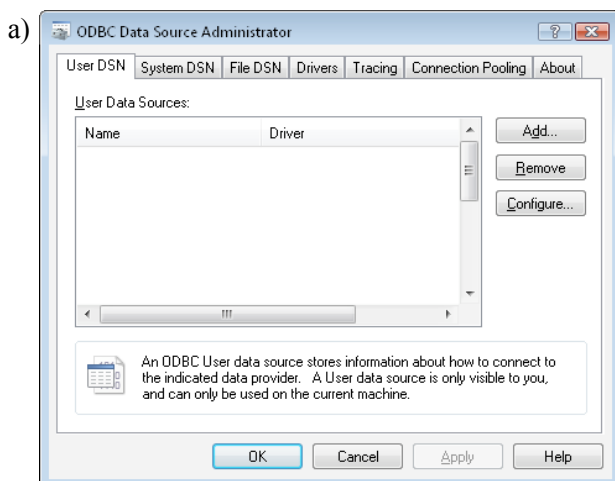 a)
ODBC Data Source Administrator
User DSN System DSN File DSN Drivers Tracing Connection Pooling About
User Data Sources:
Name Driver
Add...
Remove
Configure...
An ODBC User data source stores information about how to connect to
the indicated data provider. A User data source is only visible to you,
and can only be used on the current machine.
OK Cancel Apply Help